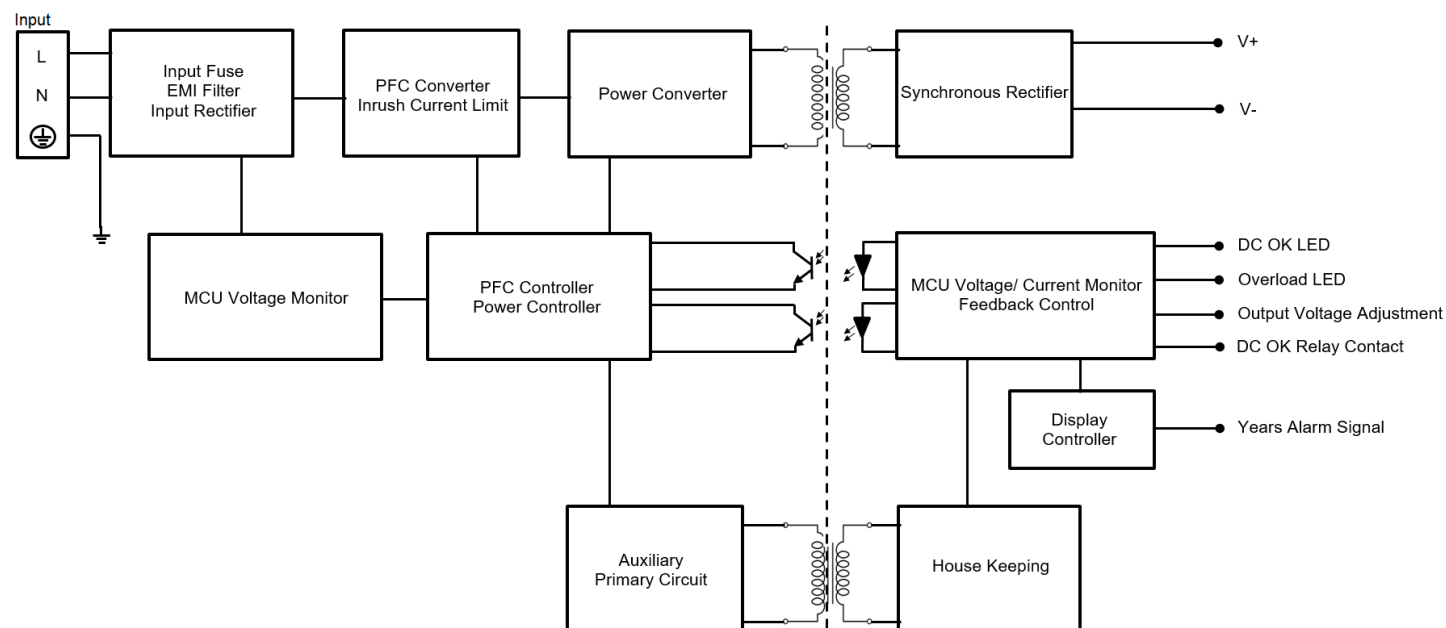 Input
L
N
Input Fuse
EMI Filter
Input Rectifier
PFC Converter
Inrush Current Limit
Power Converter
Synchronous Rectifier
V+
V-
MCU Voltage Monitor
PFC Controller
Power Controller
MCU Voltage/ Current Monitor
Feedback Control
DC OK LED
Overload LED
Output Voltage Adjustment
DC OK Relay Contact
Display
Controller
Years Alarm Signal
Auxiliary
Primary Circuit
House Keeping